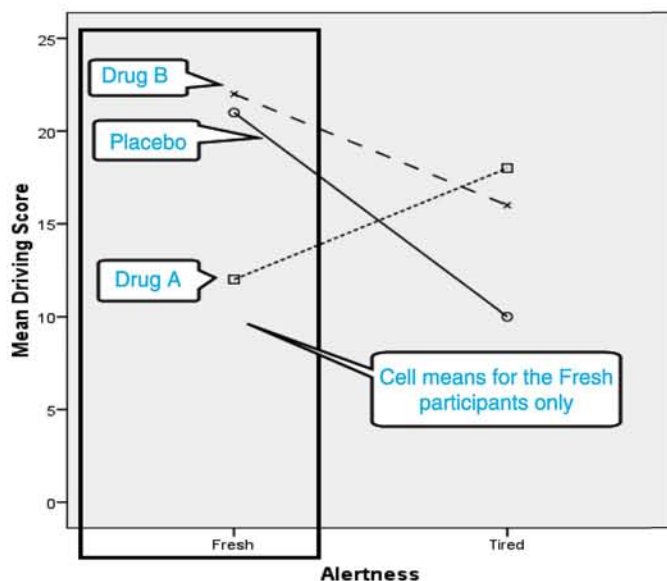 25
20
15
10
5
0
Mean Driving Score
Drug B
Placebo
Drug A
Cell means for the Fresh
participants only
Fresh
Tired
Alertness